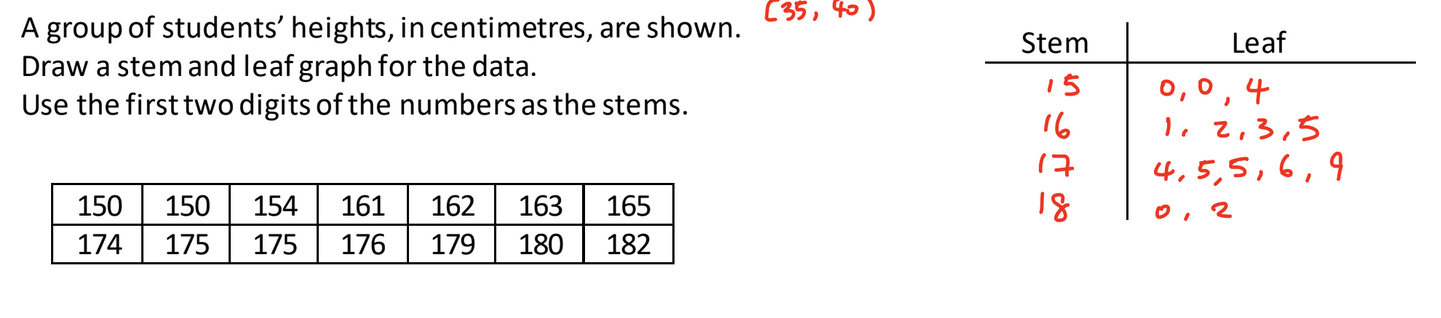 [35, 40)
A group of students' heights, in centimetres, are shown.
Draw a stem and leaf graph for the data.
Use the first two digits of the numbers as the stems.
150 150 154 161 162 163 165
174 175 175 176 179 180 182
Stem Leaf
15 0, 0, 4
16 1, 2, 3, 5
17 4, 5, 5, 6, 9
18 0, 2